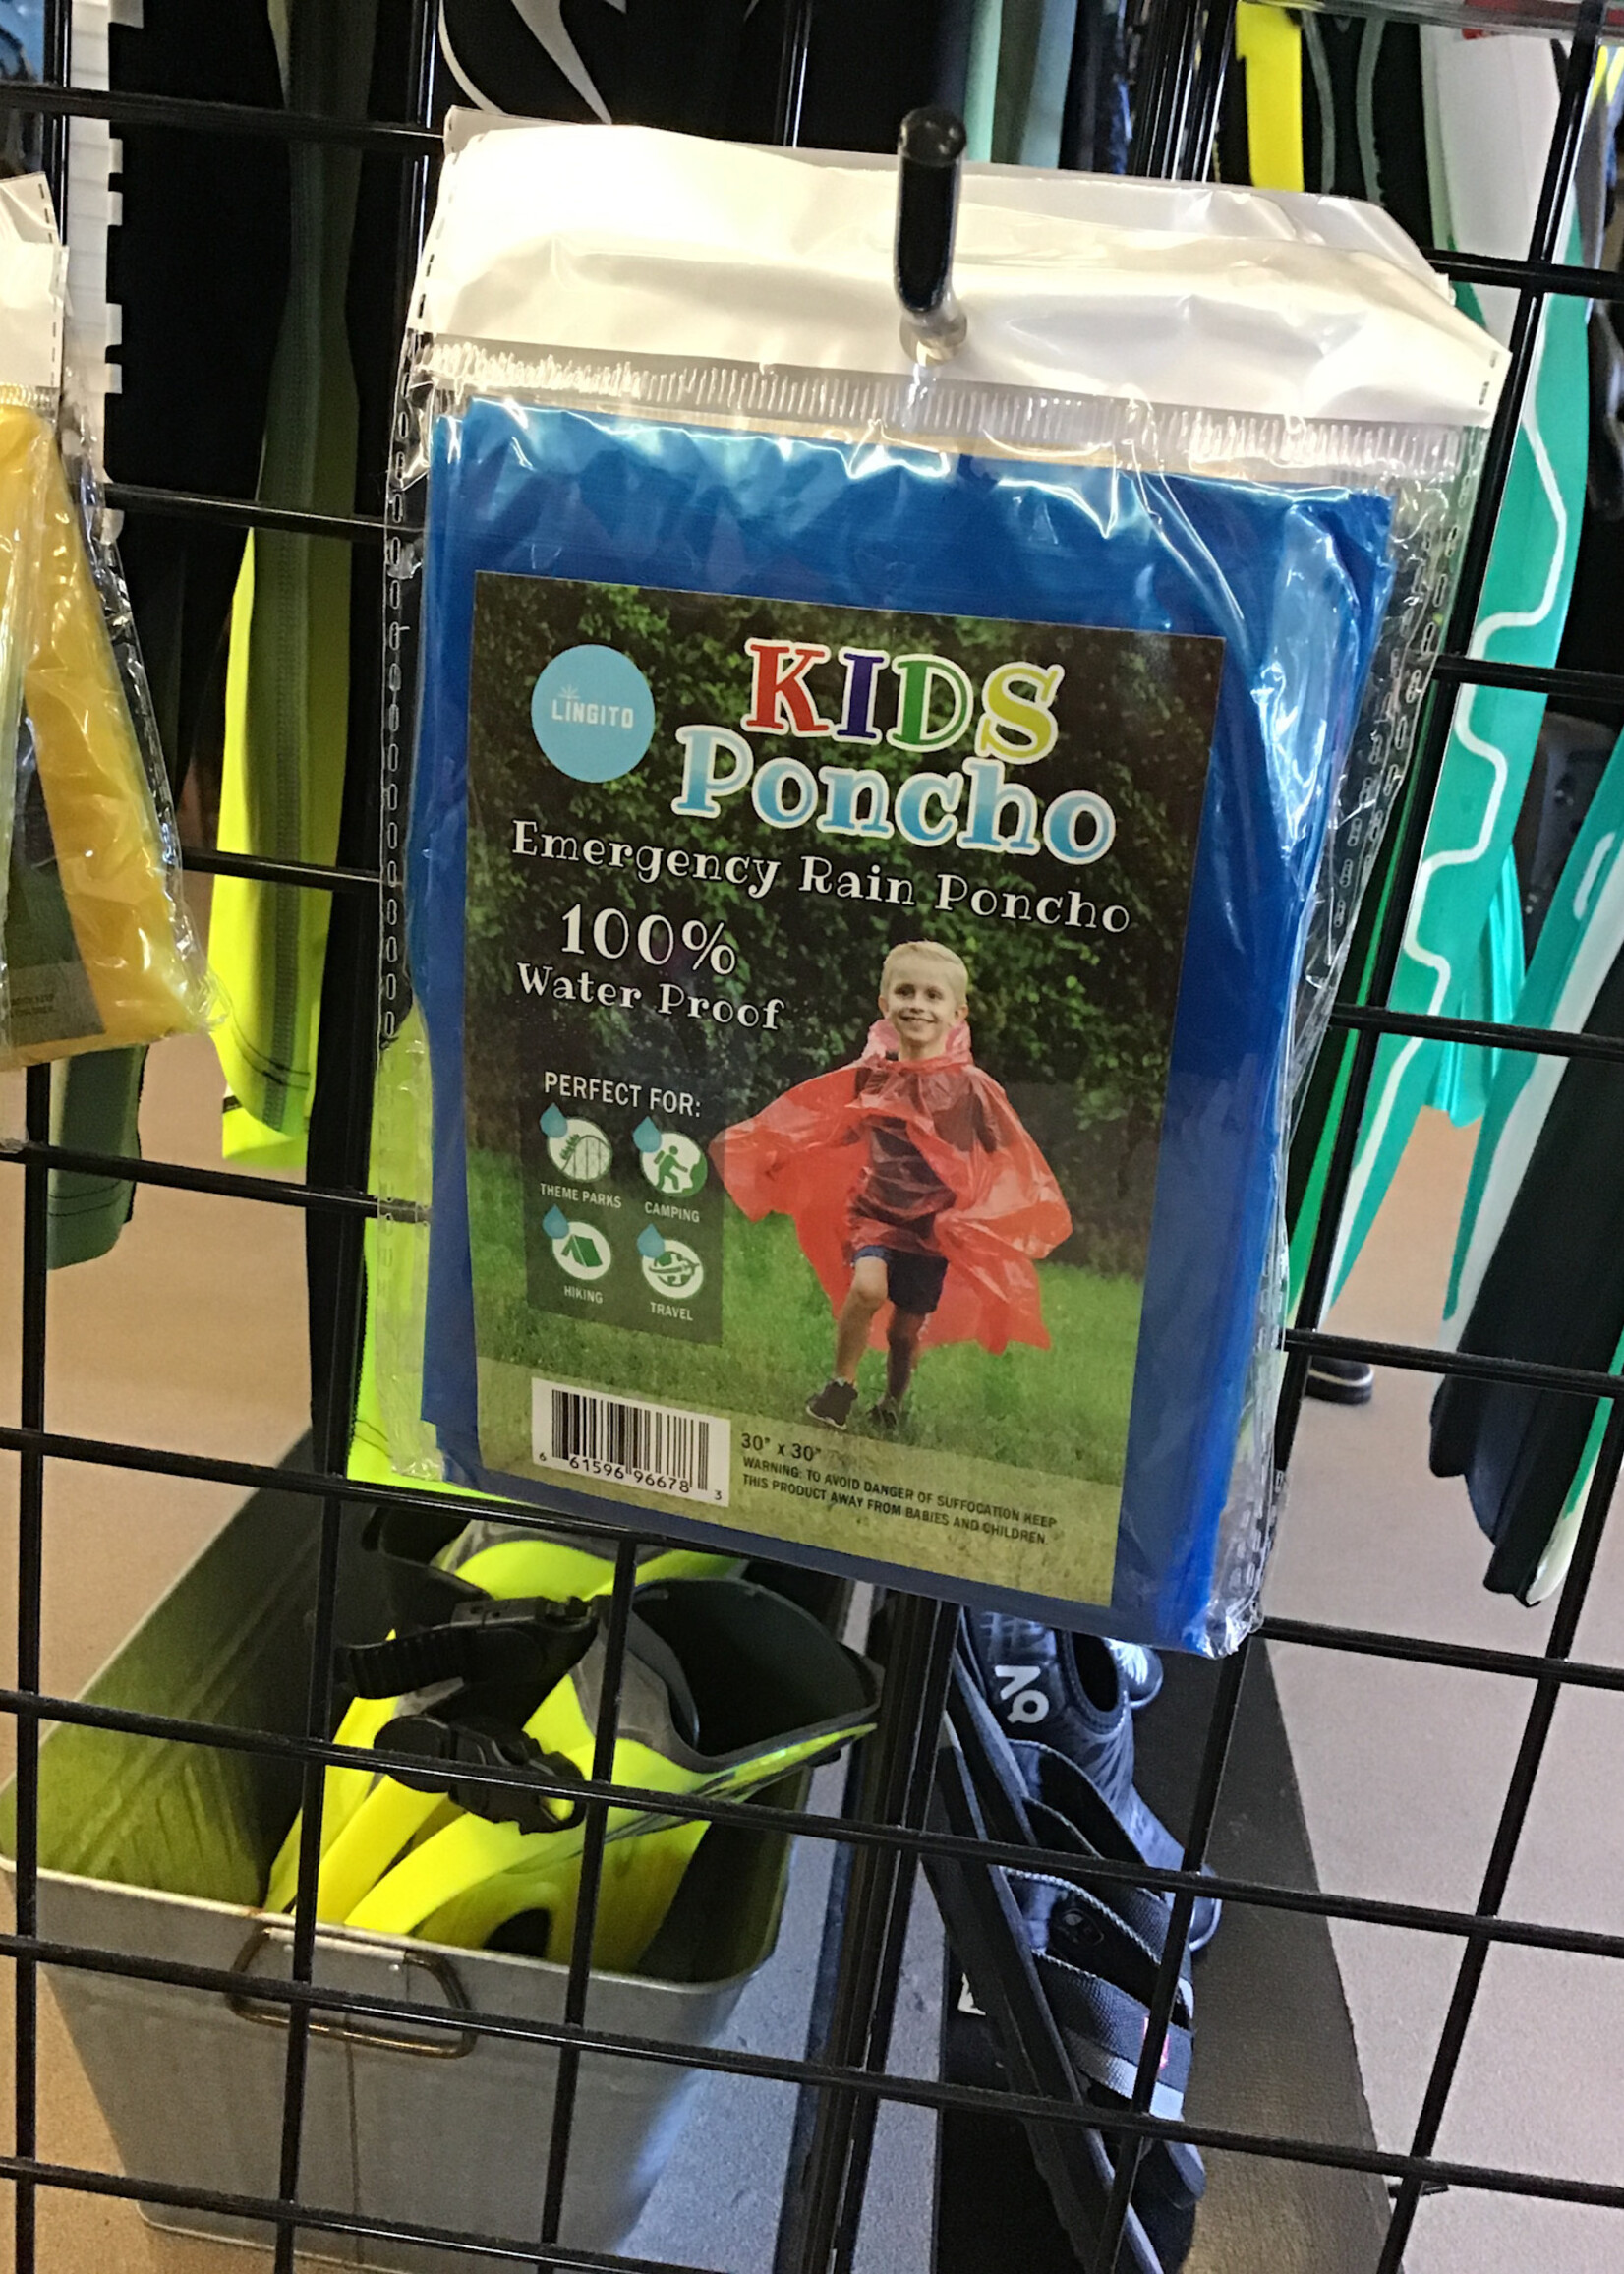 LINGITO
KIDS
Poncho
Emergency Rain Poncho
100%
Water Proof
PERFECT FOR:
THEME PARKS
CAMPING
HIKING
TRAVEL
6 61596 96678 3
30" x 30"
WARNING: TO AVOID DANGER OF SUFFOCATION KEEP
THIS PRODUCT AWAY FROM BABIES AND CHILDREN.